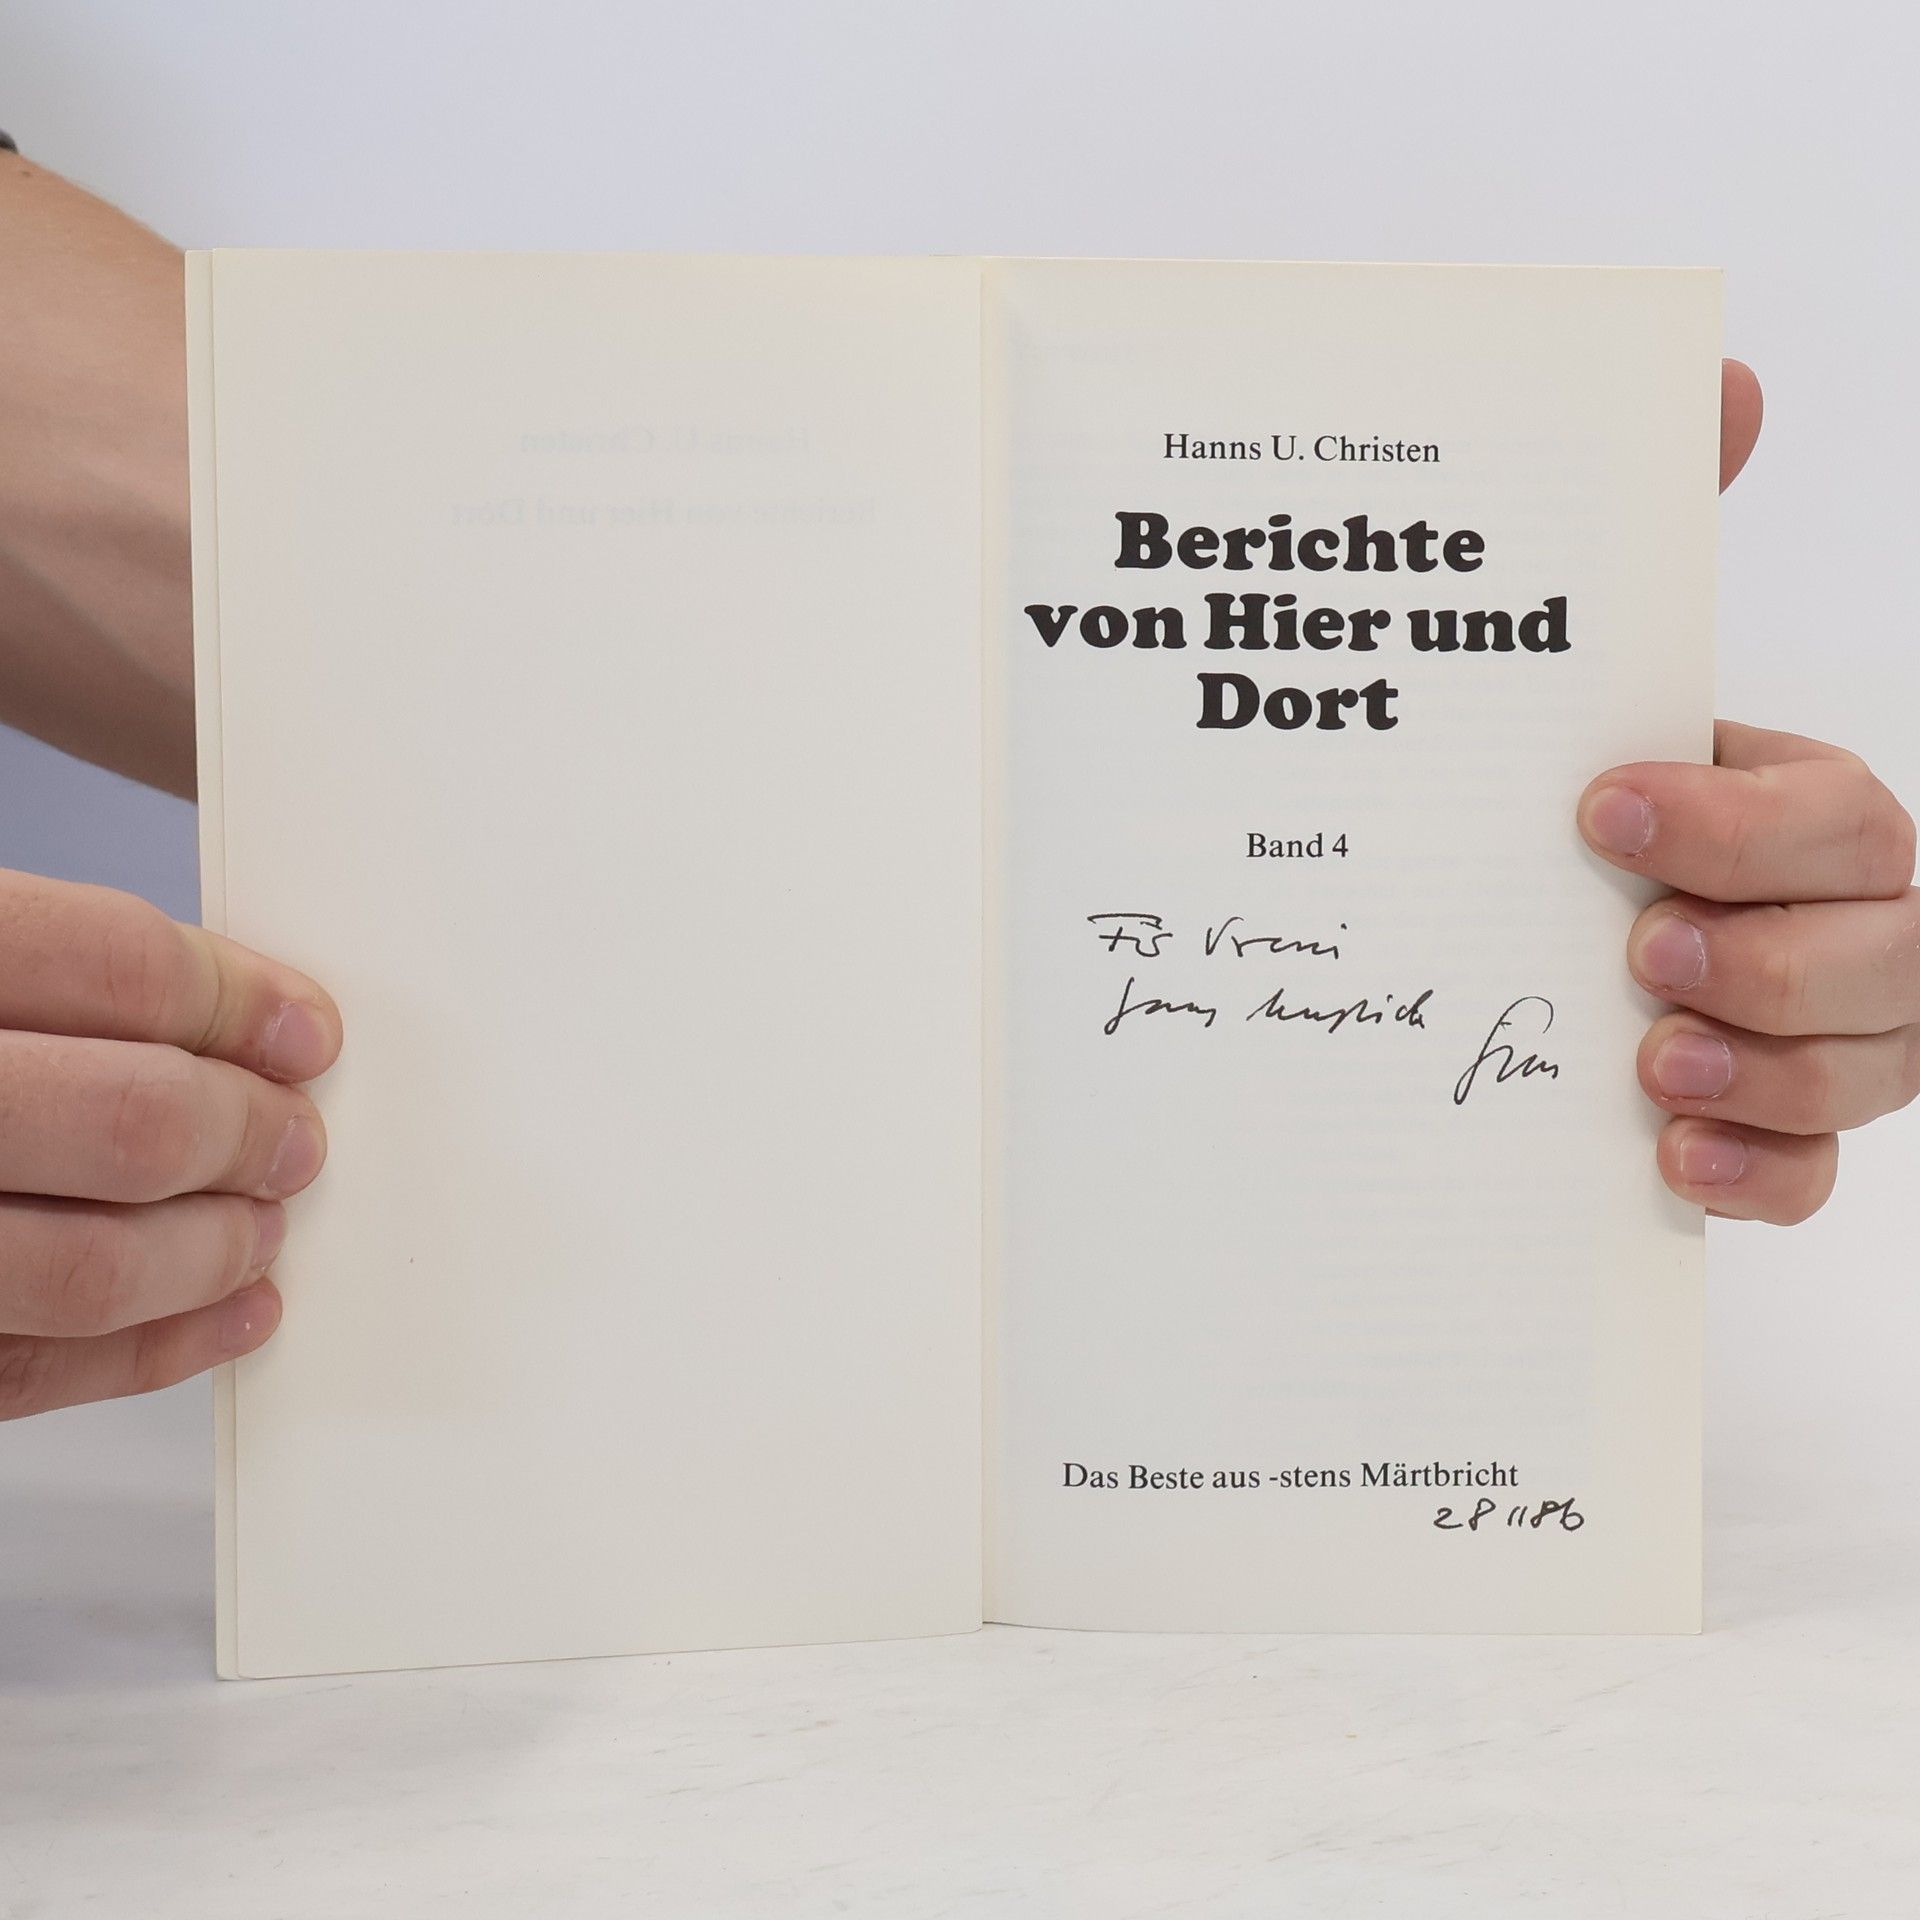 Hanns U. Christen
Berichte
von Hier und
Dort
Band 4
Für Vreni
ganz herzlich
Das Beste aus -stens Märtbricht
28 11 86